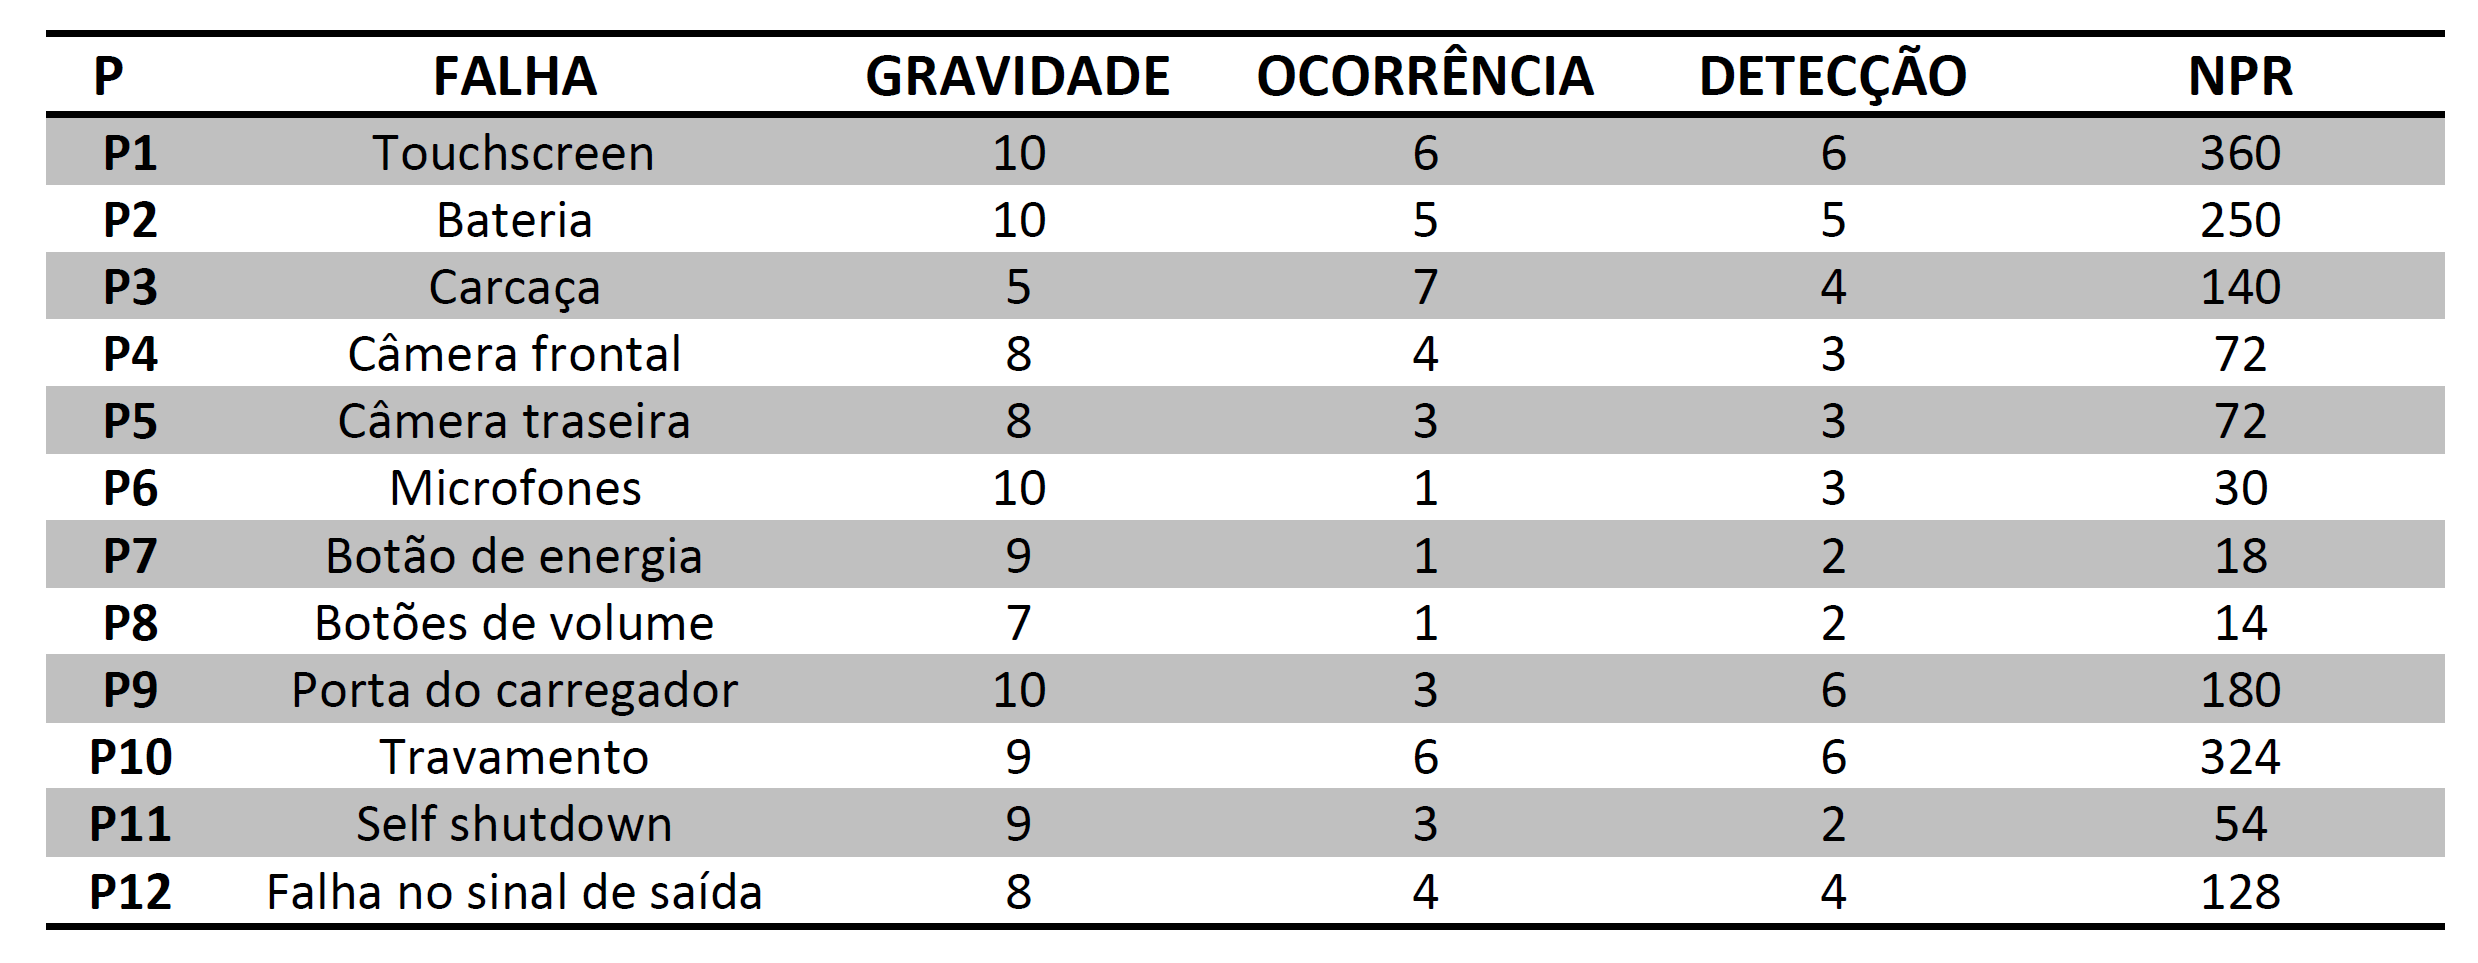 P FALHA GRAVIDADE OCORRÊNCIA DETECÇÃO NPR
P1 Touchscreen 10 6 6 360
P2 Bateria 10 5 5 250
P3 Carcaça 5 7 4 140
P4 Câmera frontal 8 4 3 72
P5 Câmera traseira 8 3 3 72
P6 Microfones 10 1 3 30
P7 Botão de energia 9 1 2 18
P8 Botões de volume 7 1 2 14
P9 Porta do carregador 10 3 6 180
P10 Travamento 9 6 6 324
P11 Self shutdown 9 3 2 54
P12 Falha no sinal de saída 8 4 4 128